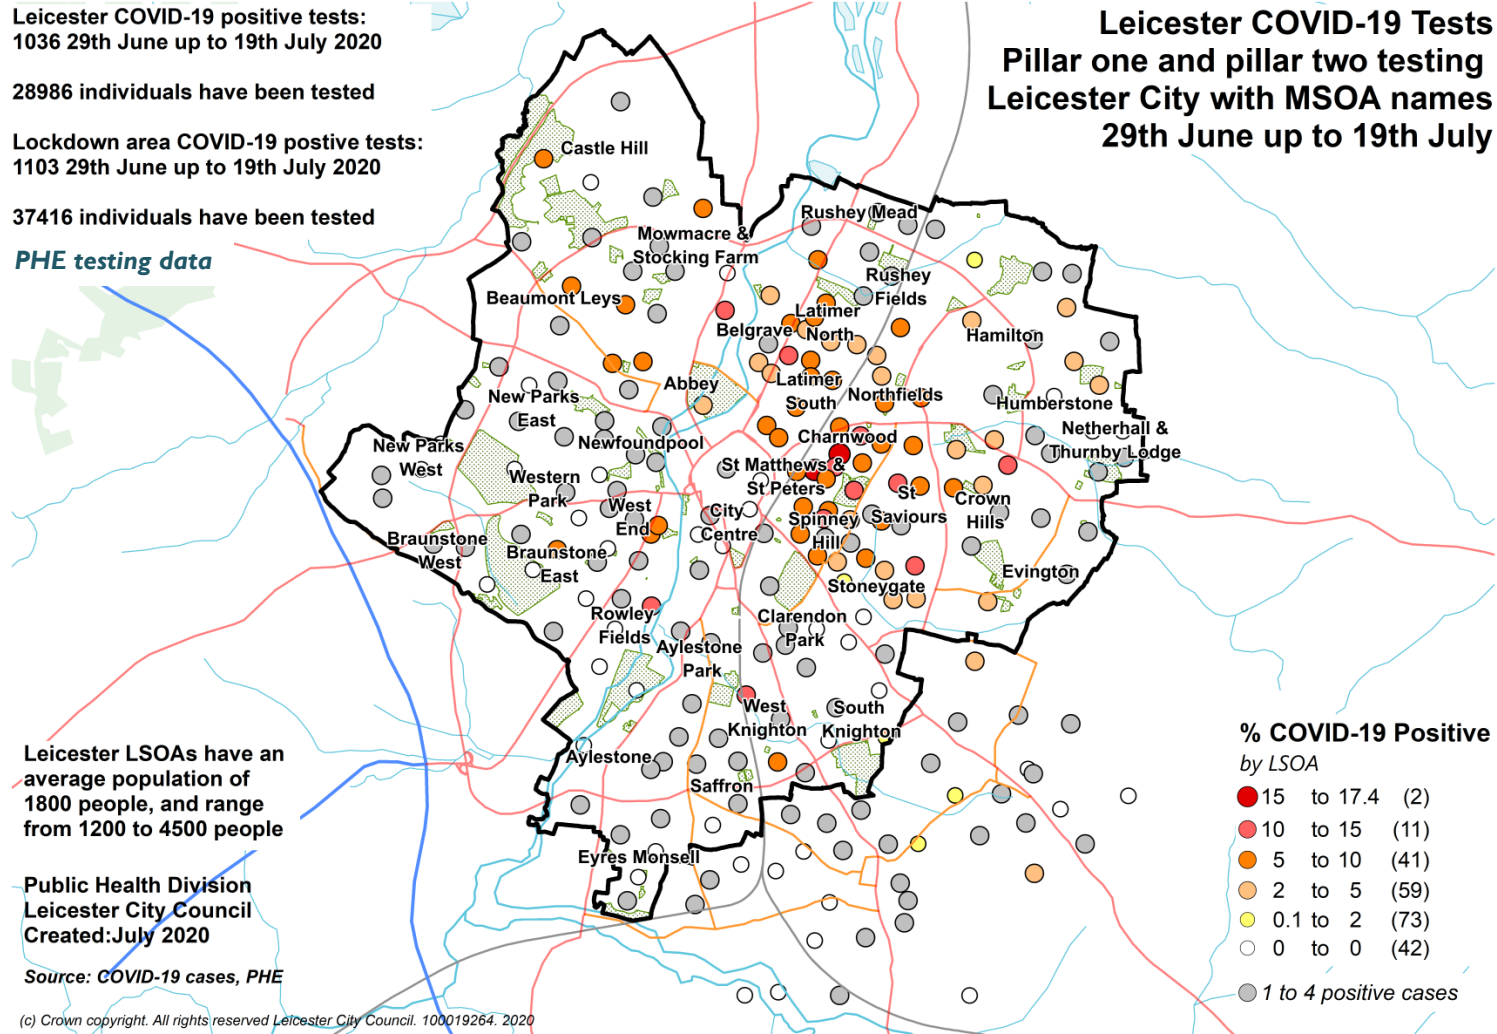 Leicester COVID-19 positive tests:
1036 29th June up to 19th July 2020
28986 individuals have been tested
Lockdown area COVID-19 postive tests:
1103 29th June up to 19th July 2020
37416 individuals have been tested
PHE testing data
Leicester COVID-19 Tests
Pillar one and pillar two testing
Leicester City with MSOA names
29th June up to 19th July
Castle Hill
Rushey Mead
Mowmacre &
Stocking Farm
Rushey
Fields
Beaumont Leys
Latimer
North
Belgrave
Hamilton
Abbey
Latimer
South
Northfields
New Parks
East
Humberstone
Netherhall &
Thurnby Lodge
Charnwood
Newfoundpool
New Parks
West
St Matthews &
St Peters
Western
Park
West
End
City
Centre
Spinney
Hill
St
Saviours
Crown
Hills
Braunstone
West
Braunstone
East
Evington
Stoneygate
Rowley
Fields
Clarendon
Park
Aylestone
Park
West
Knighton
South
Knighton
Aylestone
Saffron
Eyres Monsell
Leicester LSOAs have an
average population of
1800 people, and range
from 1200 to 4500 people
Public Health Division
Leicester City Council
Created:July 2020
Source: COVID-19 cases, PHE
(c) Crown copyright. All rights reserved Leicester City Council. 100019264. 2020
% COVID-19 Positive
by LSOA
15 to 17.4 (2)
10 to 15 (11)
5 to 10 (41)
2 to 5 (59)
0.1 to 2 (73)
0 to 0 (42)
1 to 4 positive cases